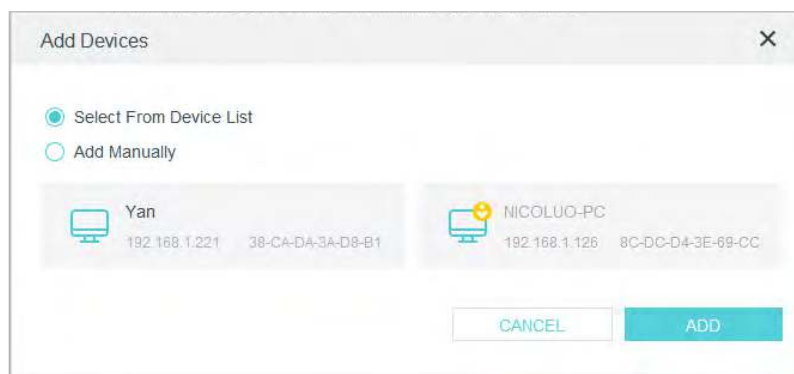 Add Devices
Select From Device List
Add Manually
Yan
192.168.1.221 38-CA-DA-3A-D8-B1
NICOLUO-PC
192.168.1.126 8C-DC-D4-3E-69-CC
CANCEL ADD